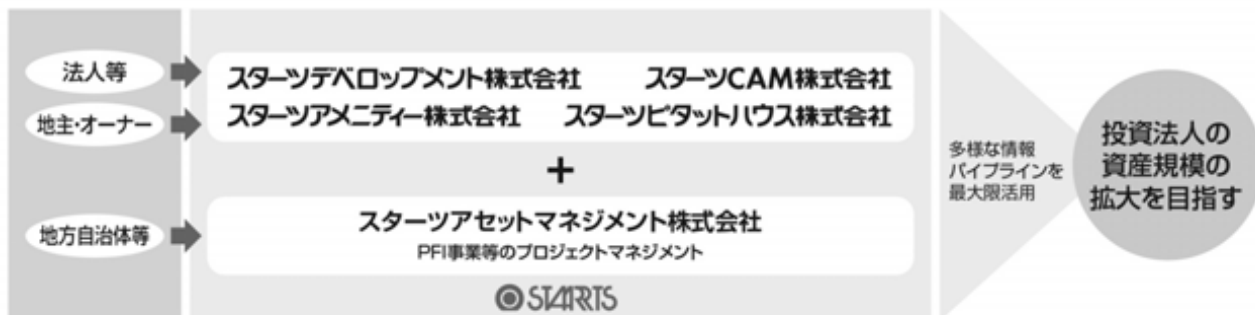 法人等
地主・オーナー
地方自治体等
スターツデベロップメント株式会社 スターツCAM株式会社
スターツアメニティー株式会社 スターツピタットハウス株式会社
+
スターツアセットマネジメント株式会社
PFI事業等のプロジェクトマネジメント
STARTS
多様な情報
パイプラインを
最大限活用
投資法人の
資産規模の
拡大を目指す